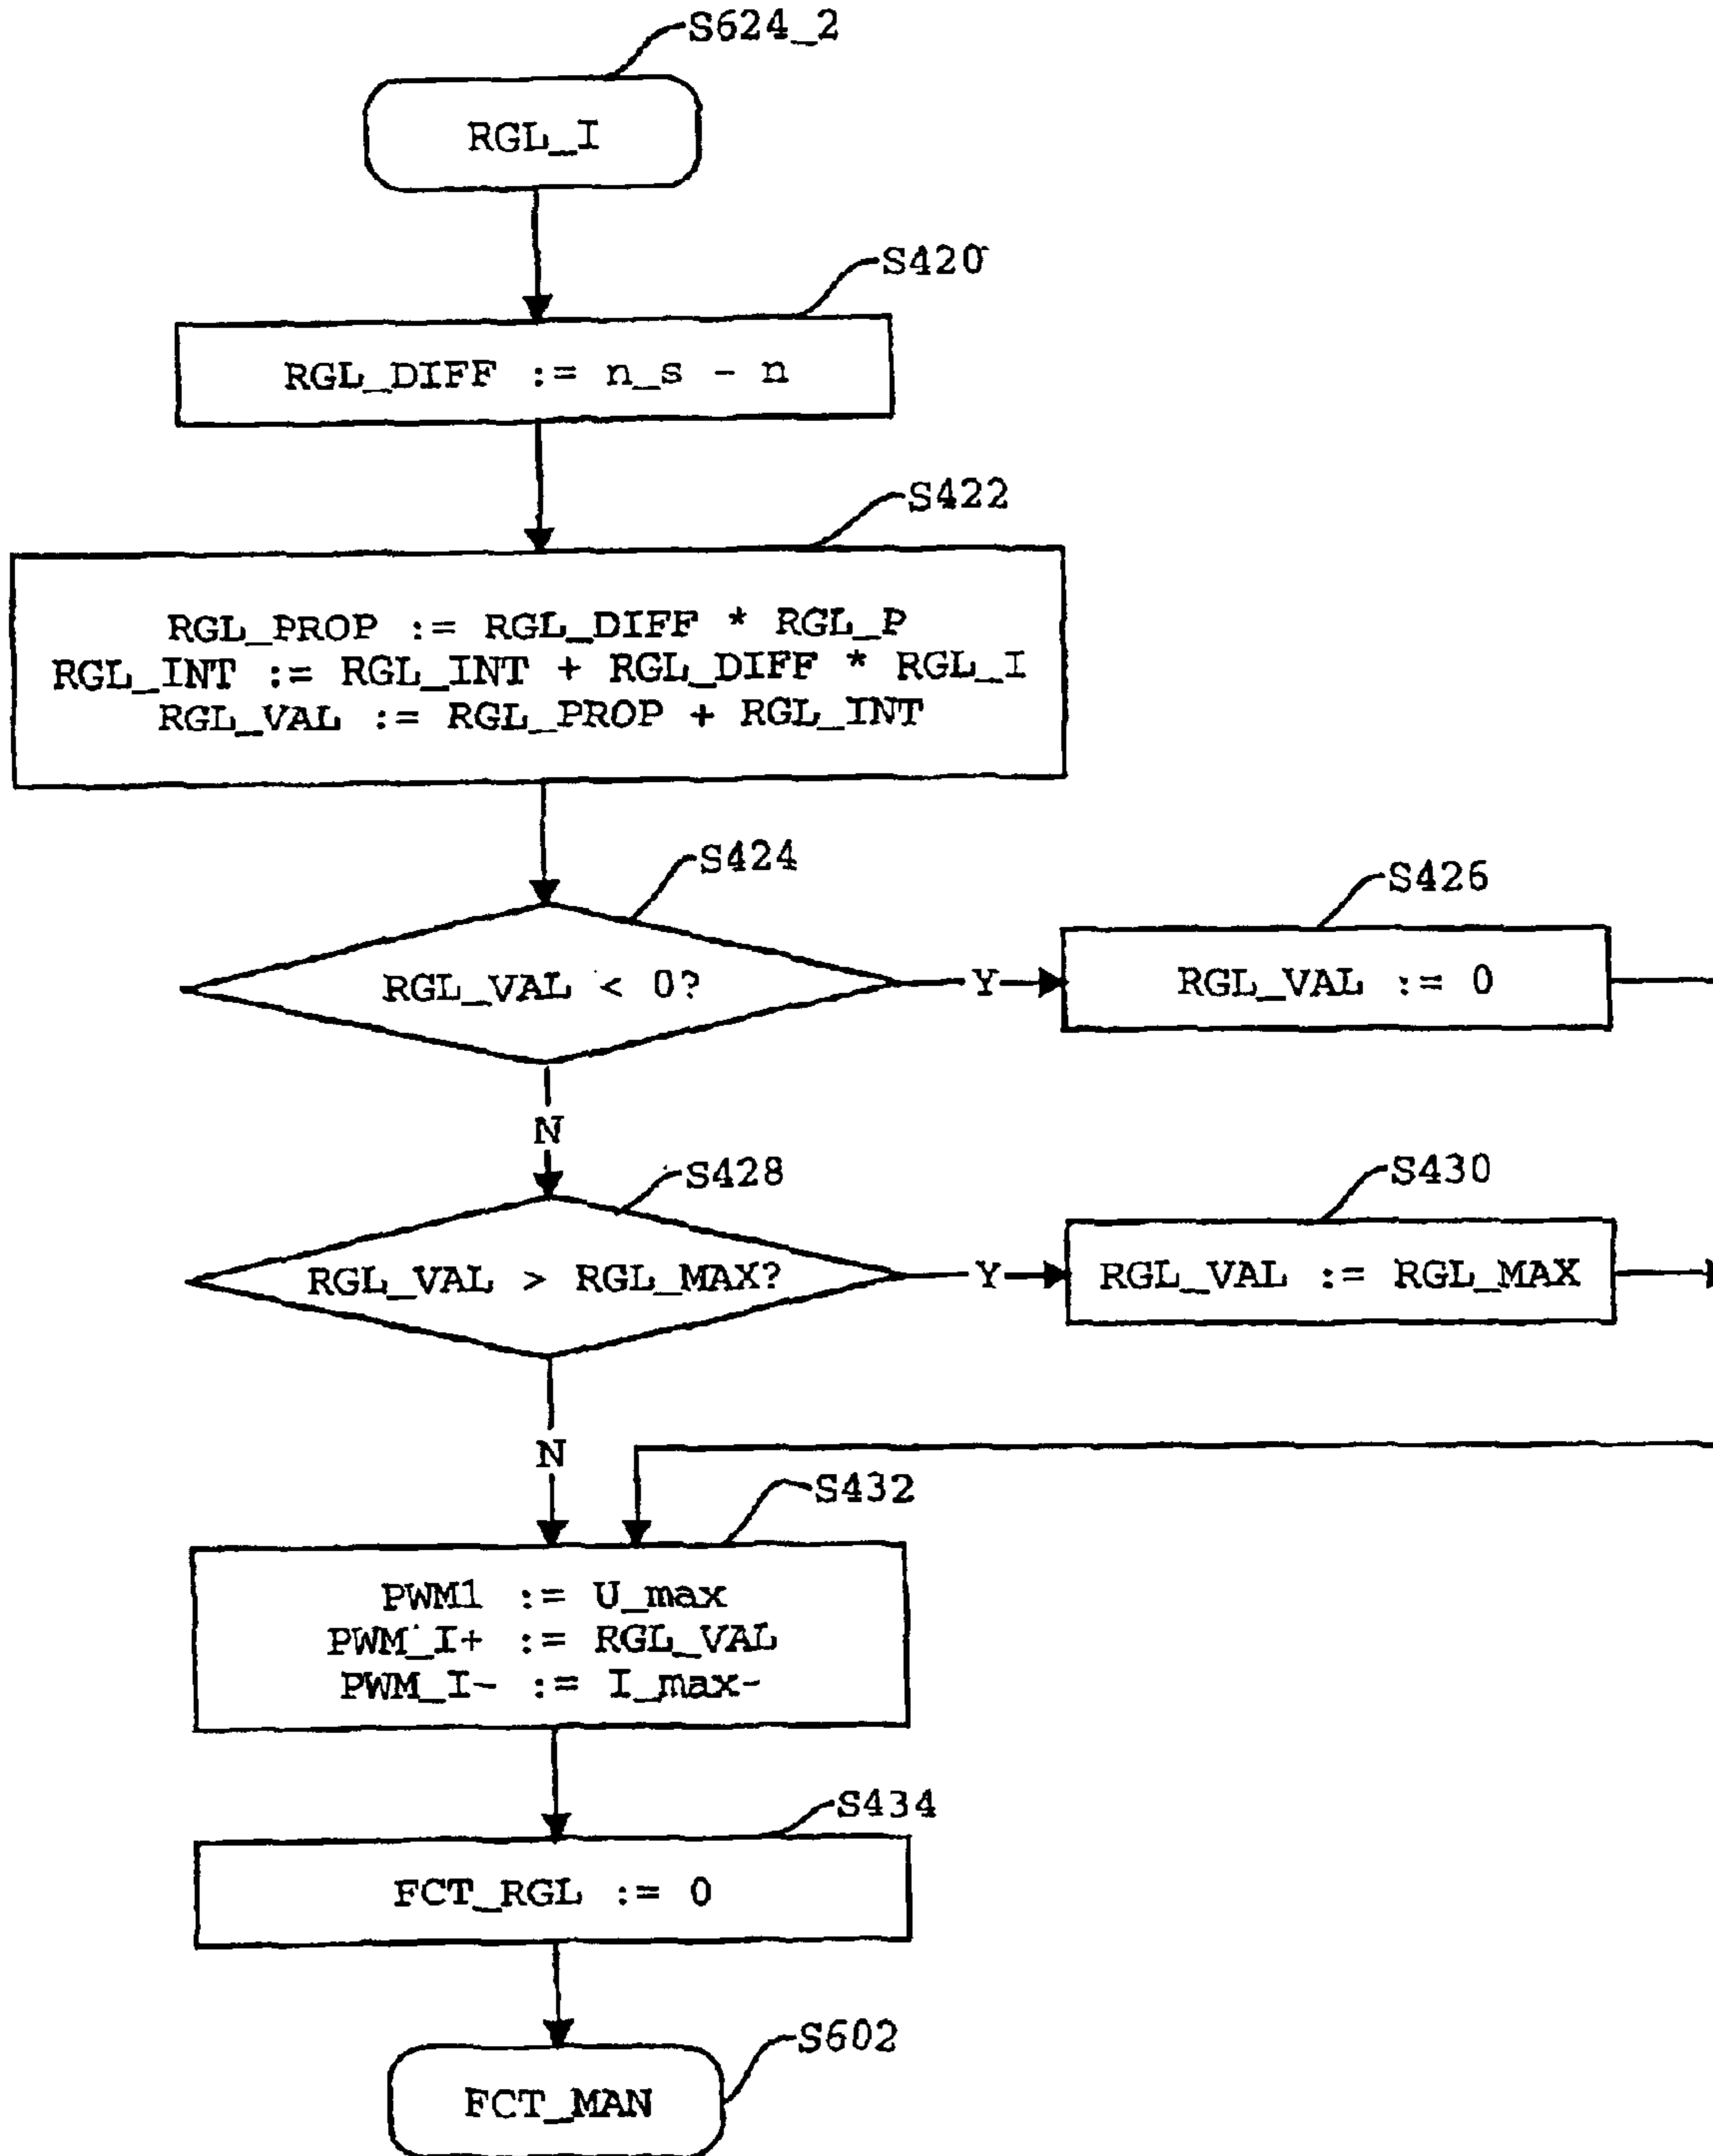 S624_2
RGL_I
S420
RGL_DIFF := n_s - n
S422
RGL_PROP := RGL_DIFF * RGL_P
RGL_INT := RGL_INT + RGL_DIFF * RGL_I
RGL_VAL := RGL_PROP + RGL_INT
S424
RGL_VAL < 0?
Y
S426
RGL_VAL := 0
N
S428
RGL_VAL > RGL_MAX?
Y
S430
RGL_VAL := RGL_MAX
N
S432
PWM1 := U_max
PWM_I+ := RGL_VAL
PWM_I- := I_max-
S434
FCT_RGL := 0
S602
FCT_MAN